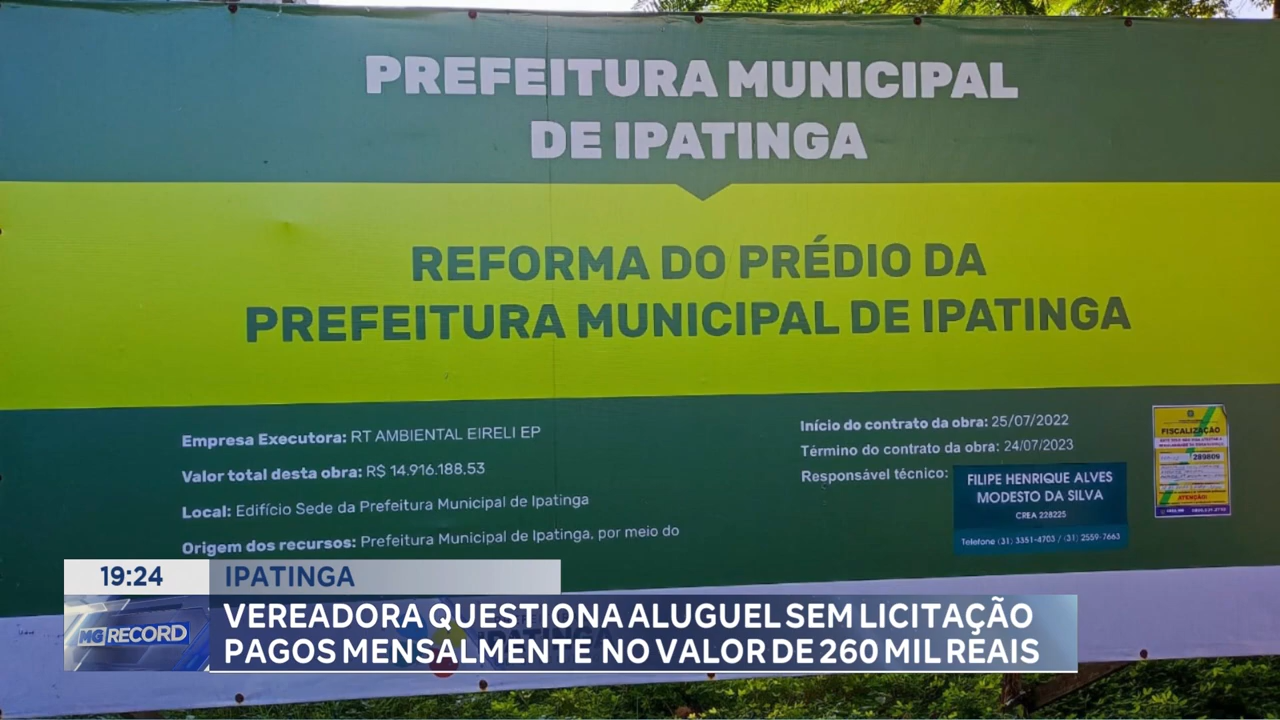 PREFEITURA MUNICIPAL
DE IPATINGA
REFORMA DO PRÉDIO DA
PREFEITURA MUNICIPAL DE IPATINGA
Empresa Executora: RT AMBIENTAL EIRELI EP
Valor total desta obra: R$ 14.916.188,53
Local: Edifício Sede da Prefeitura Municipal de Ipatinga
Origem dos recursos: Prefeitura Municipal de Ipatinga, por meio do
Início do contrato da obra: 25/07/2022
Término do contrato da obra: 24/07/2023
Responsável técnico:
FILIPE HENRIQUE ALVES
MODESTO DA SILVA
CREA 228225
Telefone (31) 3351-4703 / (31) 2559-7663
FISCALIZAÇÃO
289809
ATENÇÃO!
19:24
IPATINGA
MG RECORD
VEREADORA QUESTIONA ALUGUEL SEM LICITAÇÃO
PAGOS MENSALMENTE NO VALOR DE 260 MIL REAIS